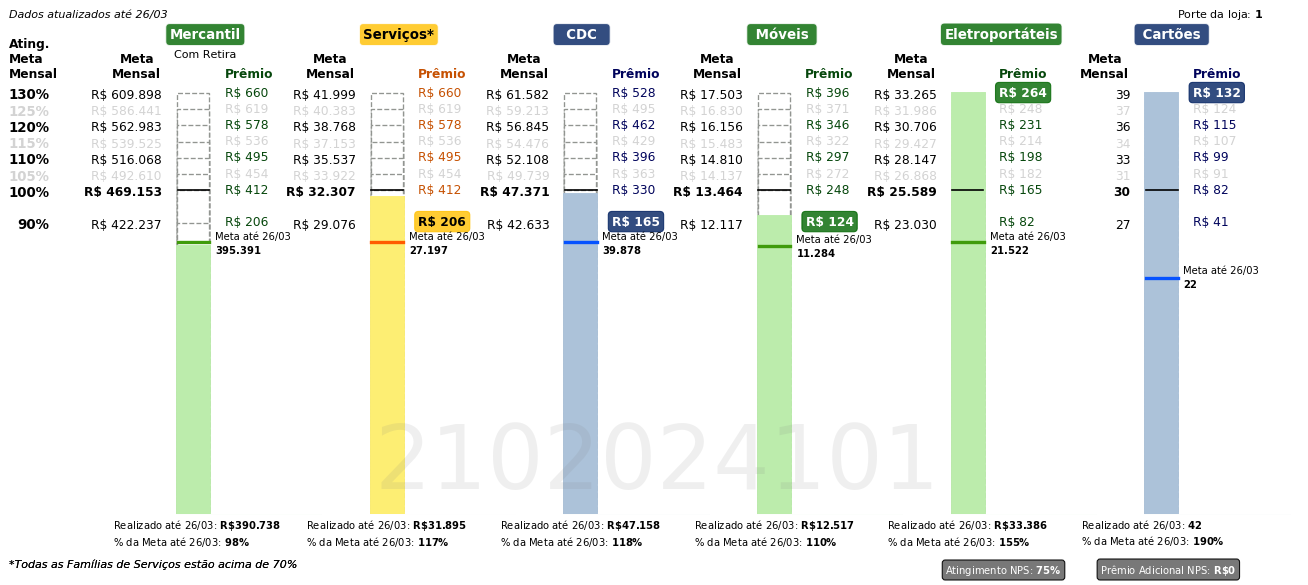 Dados atualizados até 26/03
Porte da loja: 1
Mercantil Serviços* CDC Móveis Eletroportáteis Cartões
Com Retira
Ating. Meta Mensal
Meta Mensal Prêmio Meta Mensal Prêmio Meta Mensal Prêmio Meta Mensal Prêmio Meta Mensal Prêmio Meta Mensal Prêmio
130% R$ 609.898 R$ 660 R$ 41.999 R$ 660 R$ 61.582 R$ 528 R$ 17.503 R$ 396 R$ 33.265 R$ 264 39 R$ 132
125% R$ 586.441 R$ 619 R$ 40.383 R$ 619 R$ 59.213 R$ 495 R$ 16.830 R$ 371 R$ 31.986 R$ 248 37 R$ 124
120% R$ 562.983 R$ 578 R$ 38.768 R$ 578 R$ 56.845 R$ 462 R$ 16.156 R$ 346 R$ 30.706 R$ 231 36 R$ 115
115% R$ 539.525 R$ 536 R$ 37.153 R$ 536 R$ 54.476 R$ 429 R$ 15.483 R$ 322 R$ 29.427 R$ 214 34 R$ 107
110% R$ 516.068 R$ 495 R$ 35.537 R$ 495 R$ 52.108 R$ 396 R$ 14.810 R$ 297 R$ 28.147 R$ 198 33 R$ 99
105% R$ 492.610 R$ 454 R$ 33.922 R$ 454 R$ 49.739 R$ 363 R$ 14.137 R$ 272 R$ 26.868 R$ 182 31 R$ 91
100% R$ 469.153 R$ 412 R$ 32.307 R$ 412 R$ 47.371 R$ 330 R$ 13.464 R$ 248 R$ 25.589 R$ 165 30 R$ 82
90% R$ 422.237 R$ 206 R$ 29.076 R$ 206 R$ 42.633 R$ 165 R$ 12.117 R$ 124 R$ 23.030 R$ 82 27 R$ 41
Meta até 26/03 Meta até 26/03 Meta até 26/03 Meta até 26/03 Meta até 26/03
395.391 27.197 39.878 11.284 21.522
Meta até 26/03
22
2102024101
Realizado até 26/03: R$390.738 Realizado até 26/03: R$31.895 Realizado até 26/03: R$47.158 Realizado até 26/03: R$12.517 Realizado até 26/03: R$33.386 Realizado até 26/03: 42
% da Meta até 26/03: 98% % da Meta até 26/03: 117% % da Meta até 26/03: 118% % da Meta até 26/03: 110% % da Meta até 26/03: 155% % da Meta até 26/03: 190%
*Todas as Famílias de Serviços estão acima de 70%
Atingimento NPS: 75% Prêmio Adicional NPS: R$0